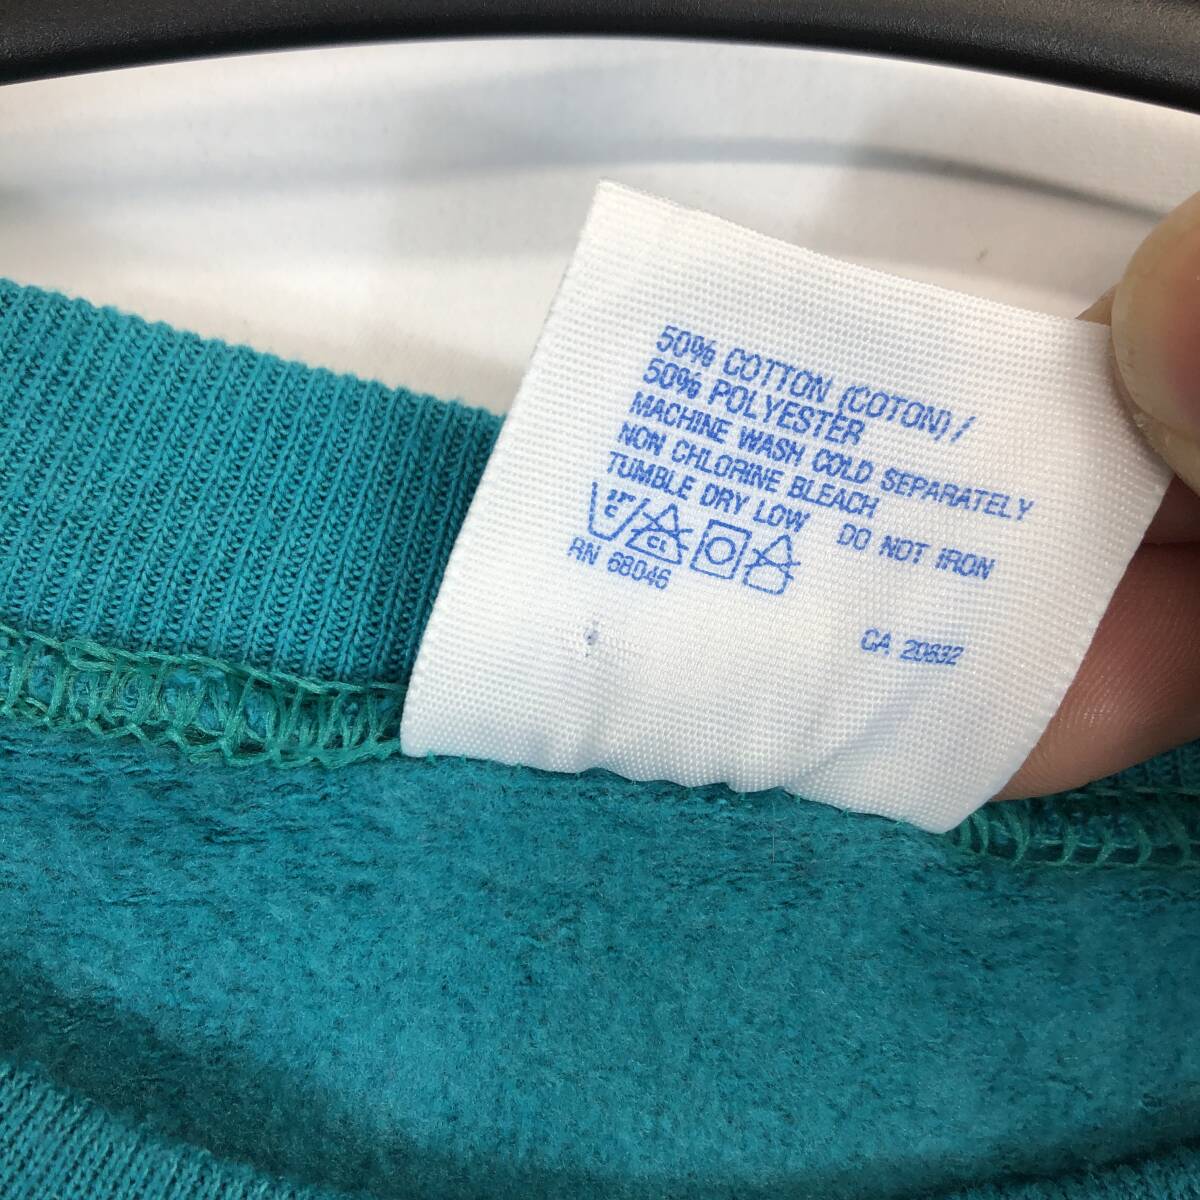 50% COTTON (COTON) /
50% POLYESTER
MACHINE WASH COLD SEPARATELY
NON CHLORINE BLEACH
TUMBLE DRY LOW DO NOT IRON
CL
RN 68046
CA 20832